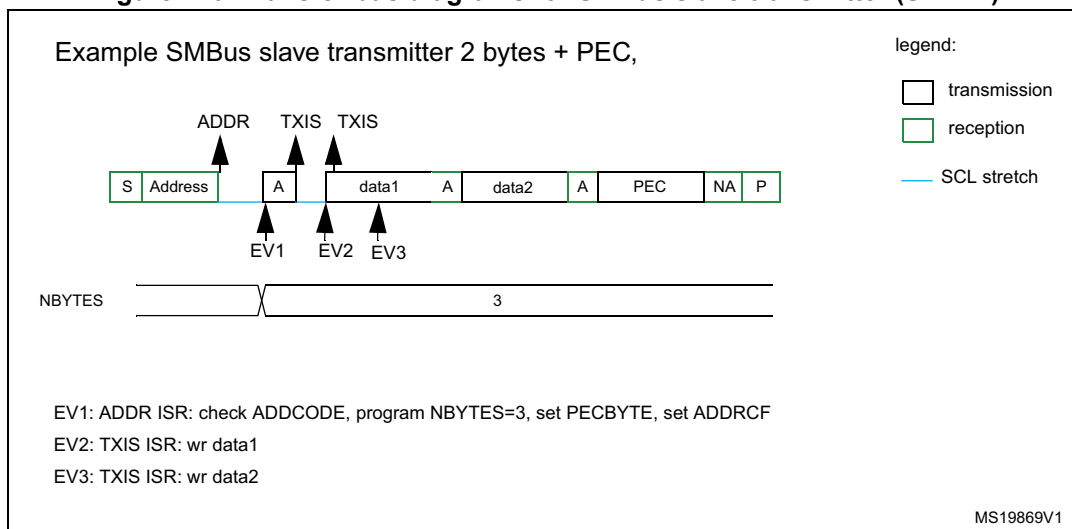 Example SMBus slave transmitter 2 bytes + PEC,
legend:
transmission
reception
SCL stretch
ADDR TXIS TXIS
S Address A data1 A data2 A PEC NA P
EV1 EV2 EV3
NBYTES 3
EV1: ADDR ISR: check ADDCODE, program NBYTES=3, set PECBYTE, set ADDRCF
EV2: TXIS ISR: wr data1
EV3: TXIS ISR: wr data2
MS19869V1